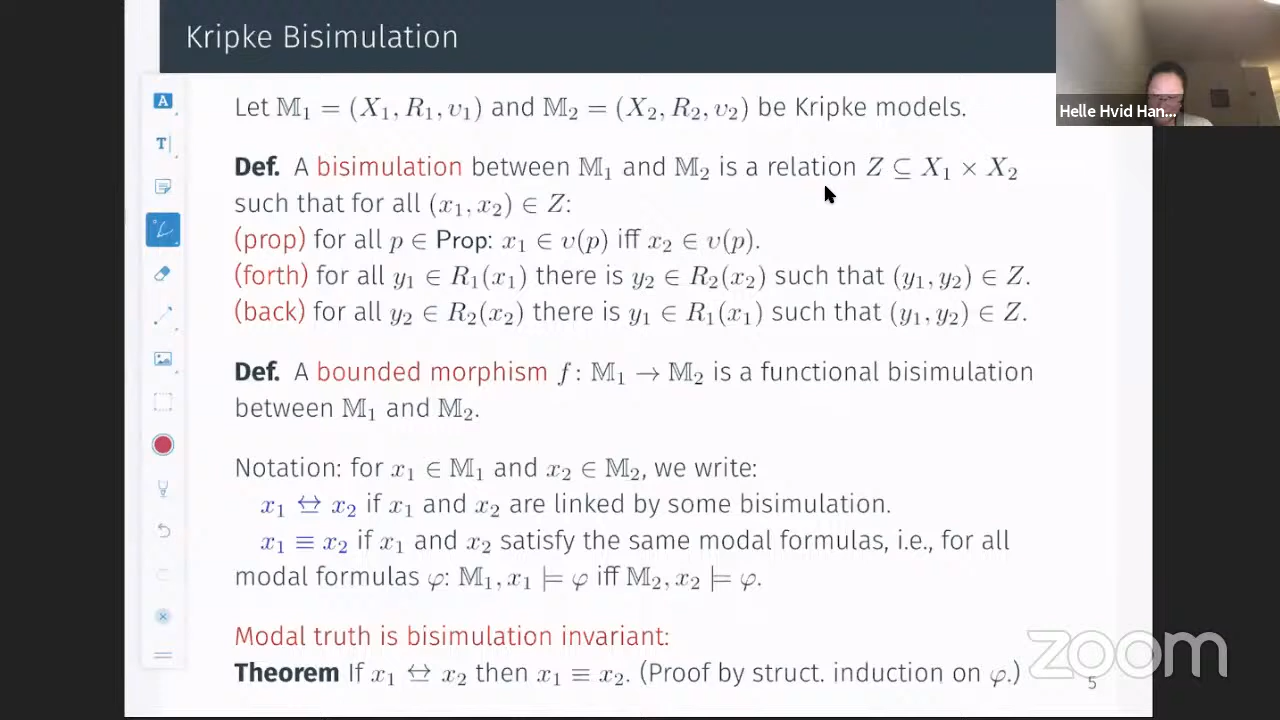 Kripke Bisimulation
Helle Hvid Han...
Let 𝕄₁ = (X₁, R₁, υ₁) and 𝕄₂ = (X₂, R₂, υ₂) be Kripke models.
Def. A bisimulation between 𝕄₁ and 𝕄₂ is a relation Z ⊆ X₁ × X₂
such that for all (x₁, x₂) ∈ Z:
(prop) for all p ∈ Prop: x₁ ∈ υ(p) iff x₂ ∈ υ(p).
(forth) for all y₁ ∈ R₁(x₁) there is y₂ ∈ R₂(x₂) such that (y₁, y₂) ∈ Z.
(back) for all y₂ ∈ R₂(x₂) there is y₁ ∈ R₁(x₁) such that (y₁, y₂) ∈ Z.
Def. A bounded morphism f: 𝕄₁ → 𝕄₂ is a functional bisimulation
between 𝕄₁ and 𝕄₂.
Notation: for x₁ ∈ 𝕄₁ and x₂ ∈ 𝕄₂, we write:
x₁ ↔ x₂ if x₁ and x₂ are linked by some bisimulation.
x₁ ≡ x₂ if x₁ and x₂ satisfy the same modal formulas, i.e., for all
modal formulas φ: 𝕄₁, x₁ ⊨ φ iff 𝕄₂, x₂ ⊨ φ.
Modal truth is bisimulation invariant:
Theorem If x₁ ↔ x₂ then x₁ ≡ x₂. (Proof by struct. induction on φ.)
5
zoom
A
T